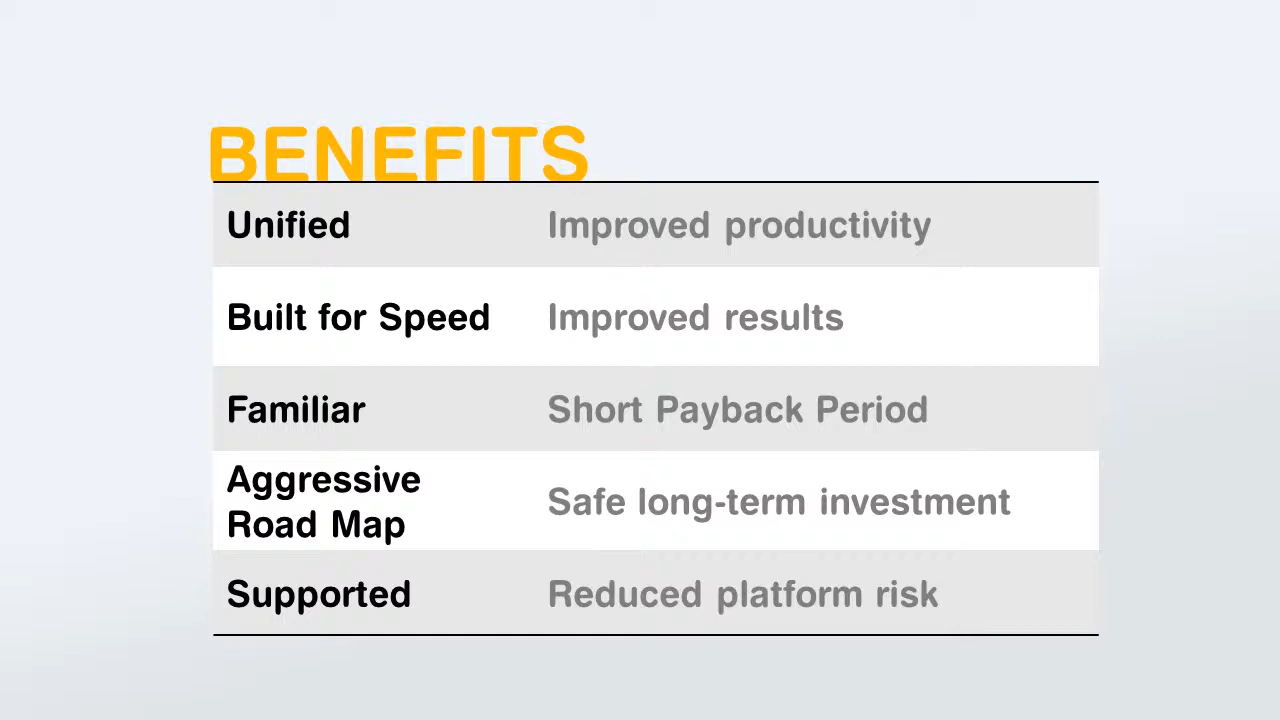 BENEFITS
Unified Improved productivity
Built for Speed Improved results
Familiar Short Payback Period
Aggressive
Road Map
Safe long-term investment
Supported Reduced platform risk